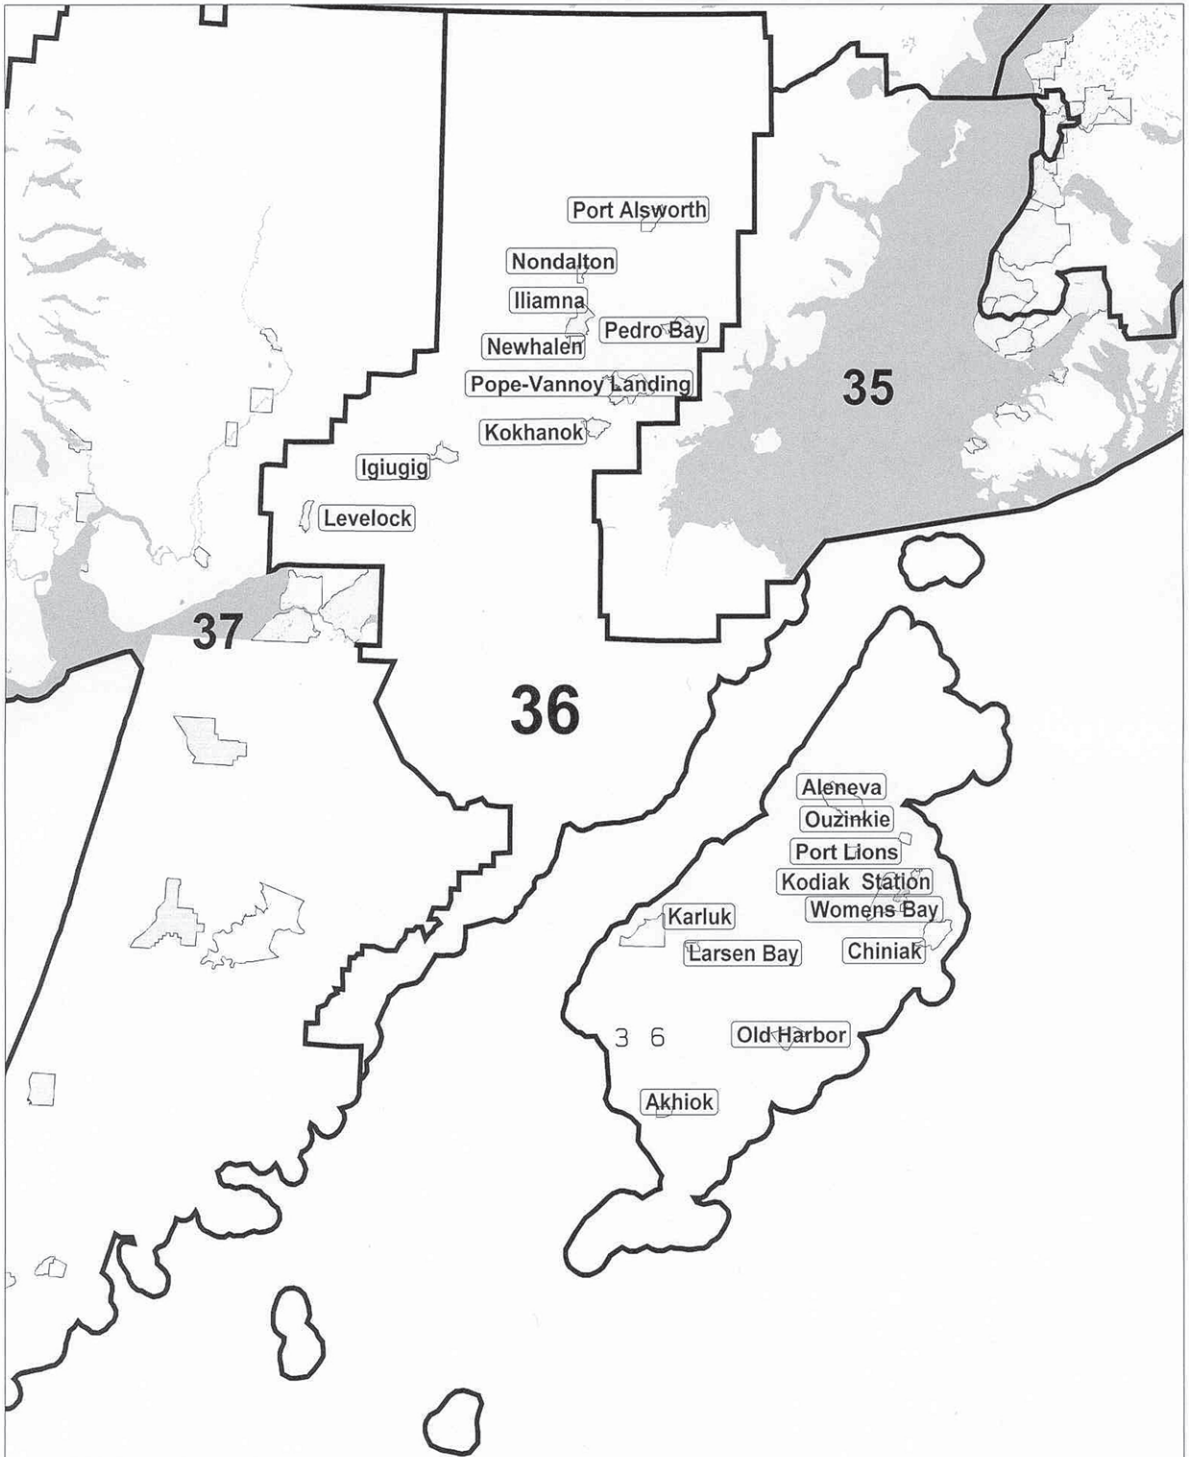 Port Alsworth
Nondalton
Iliamna
Pedro Bay
Newhalen
Pope-Vannoy Landing
35
Kokhanok
Igiugig
Levelock
37
36
Aleneva
Ouzinkie
Port Lions
Kodiak Station
Womens Bay
Karluk
Larsen Bay
Chiniak
3 6
Old Harbor
Akhiok